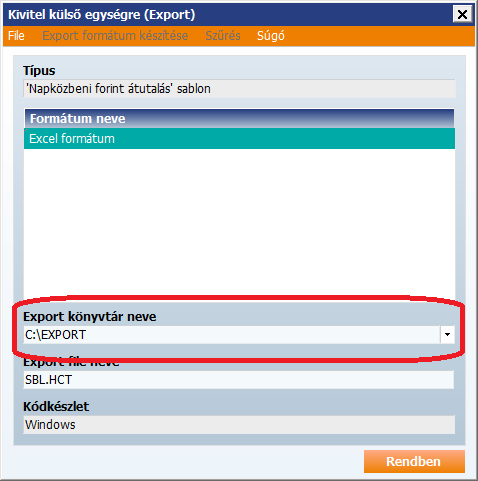 Kivitel külső egységre (Export)
File Export formátum készítése Szűrés Súgó
Típus
'Napközbeni forint átutalás' sablon
Formátum neve
Excel formátum
Export könyvtár neve
C:\EXPORT
Export file neve
SBL.HCT
Kódkészlet
Windows
Rendben